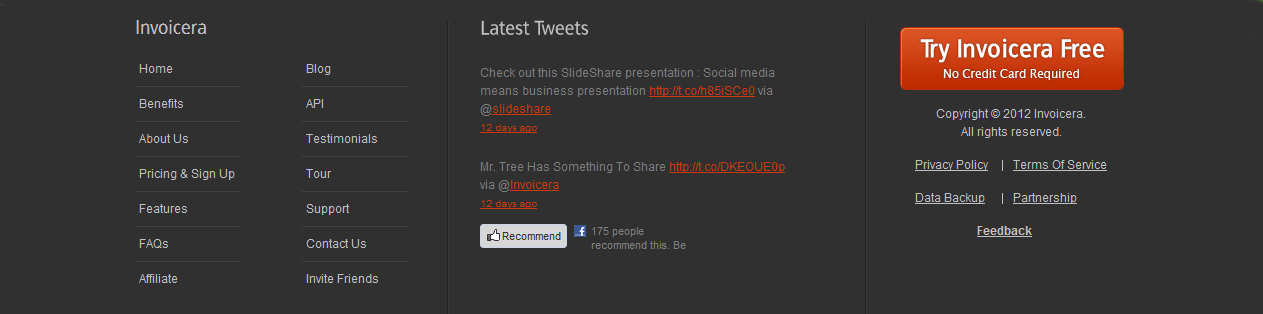 Invoicera
Home
Benefits
About Us
Pricing & Sign Up
Features
FAQs
Affiliate
Blog
API
Testimonials
Tour
Support
Contact Us
Invite Friends
Latest Tweets
Check out this SlideShare presentation : Social media
means business presentation http://t.co/h85iSCe0 via
@slideshare
12 days ago
Mr. Tree Has Something To Share http://t.co/DKEOUE0p
via @Invoicera
12 days ago
Recommend
175 people
recommend this. Be
Try Invoicera Free
No Credit Card Required
Copyright © 2012 Invoicera.
All rights reserved.
Privacy Policy | Terms Of Service
Data Backup | Partnership
Feedback